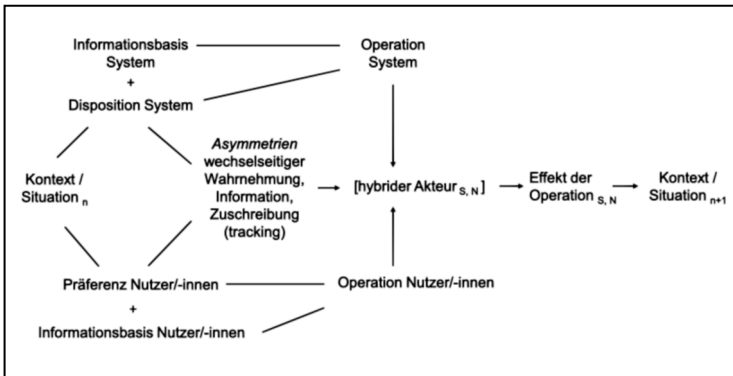 Informationsbasis
System
+
Disposition System
Operation
System
Kontext /
Situation n
Asymmetrien
wechselseitiger
Wahrnehmung,
Information,
Zuschreibung
(tracking)
[hybrider Akteur S, N ]
Effekt der
Operation S, N
Kontext /
Situation n+1
Präferenz Nutzer/-innen
+
Informationsbasis Nutzer/-innen
Operation Nutzer/-innen